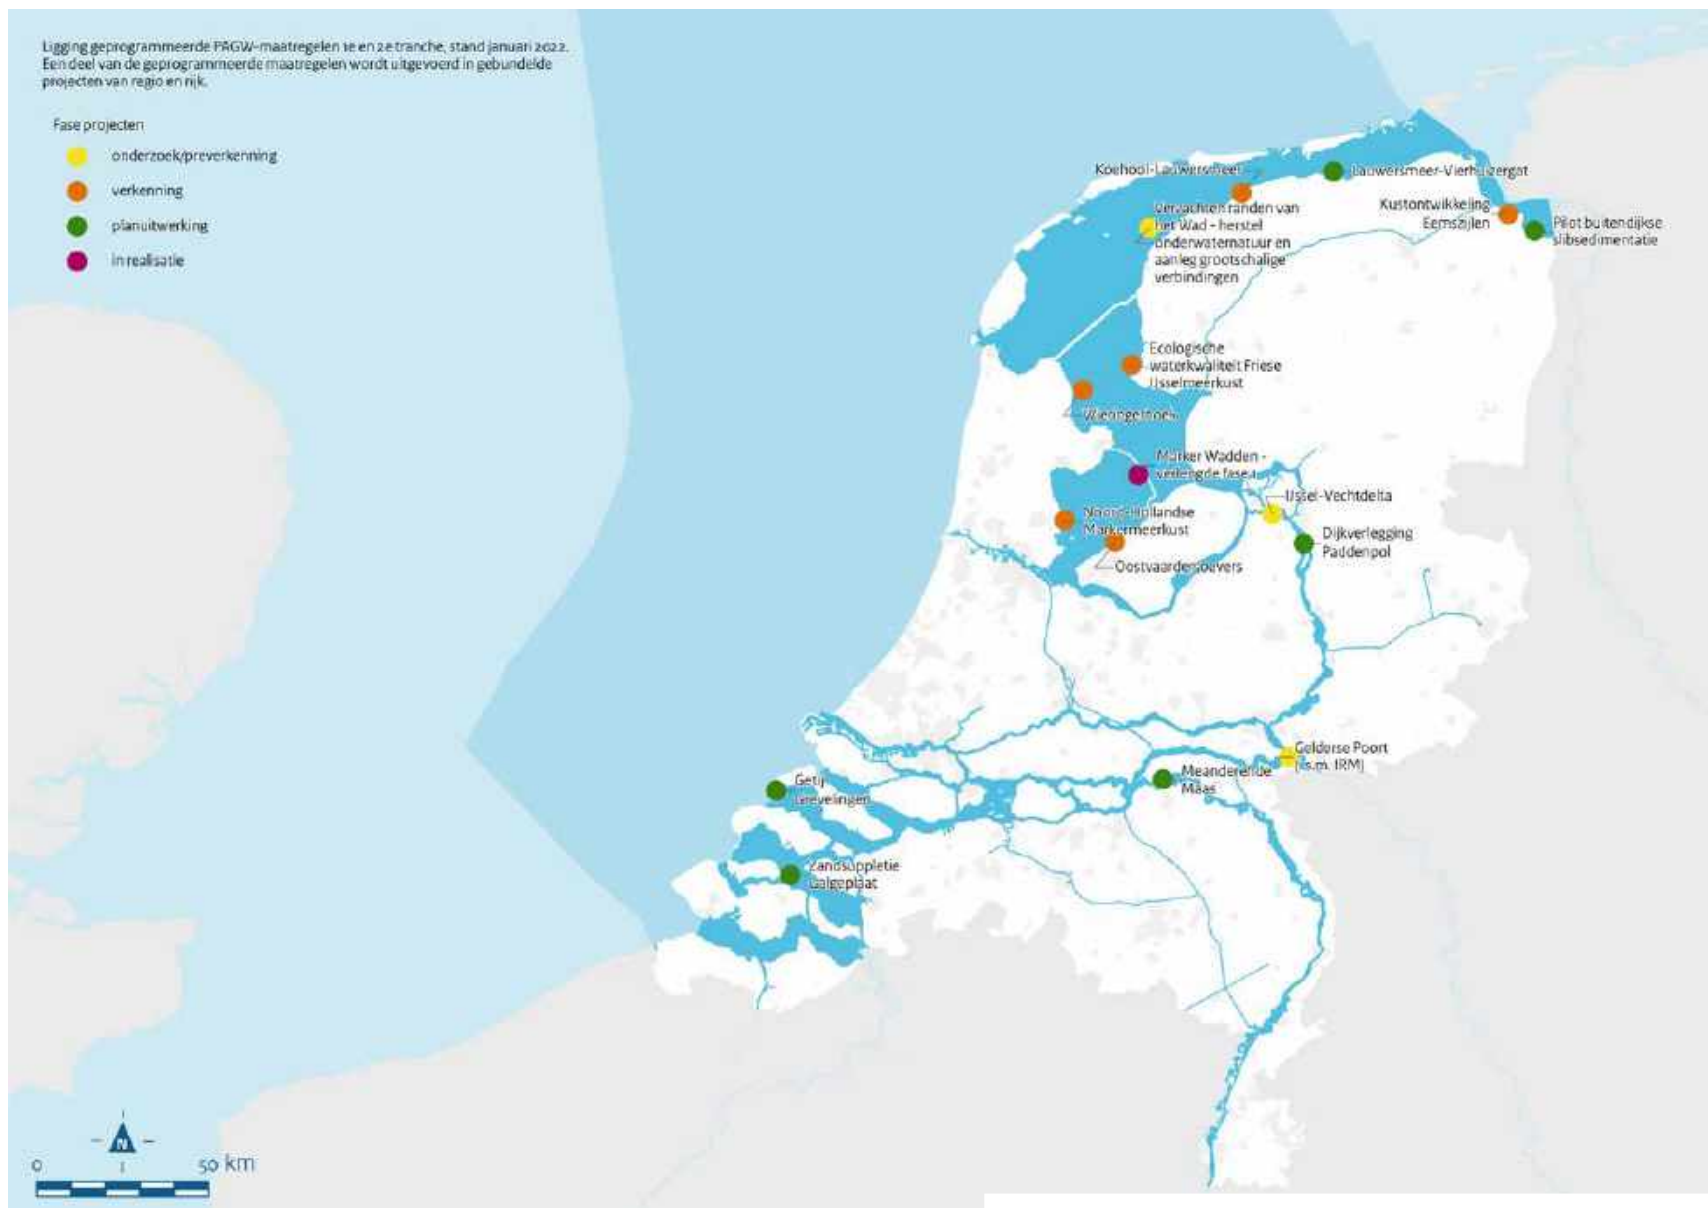 Ligging geprogrammeerde PAGW-maatregelen 1e en 2e tranche, stand januari 2022.
Een deel van de geprogrammeerde maatregelen wordt uitgevoerd in gebundelde
projecten van regio en rijk.
Fase projecten
onderzoek/preverkenning
verkenning
planuitwerking
in realisatie
Koehool-Lauwersmeer
Lauwersmeer-Vierhuizergat
Kustontwikkeling
Eemszijlen
Pilot buitendijkse
slibsedimentatie
Verzachten randen van
het Wad - herstel
onderwaternatuur en
aanleg grootschalige
verbindingen
Ecologische
waterkwaliteit Friese
IJsselmeerkust
Wieringerhoek
Marker Wadden -
verlengde fase 1
IJssel-Vechtdelta
Noord-Hollandse
Markermeerkust
Dijkverlegging
Paddenpol
Oostvaardersoevers
Gelderse Poort
(i.s.m. IRM)
Meanderende
Maas
Getij
Grevelingen
Zandsuppletie
Galgeplaat
N
0
50 km